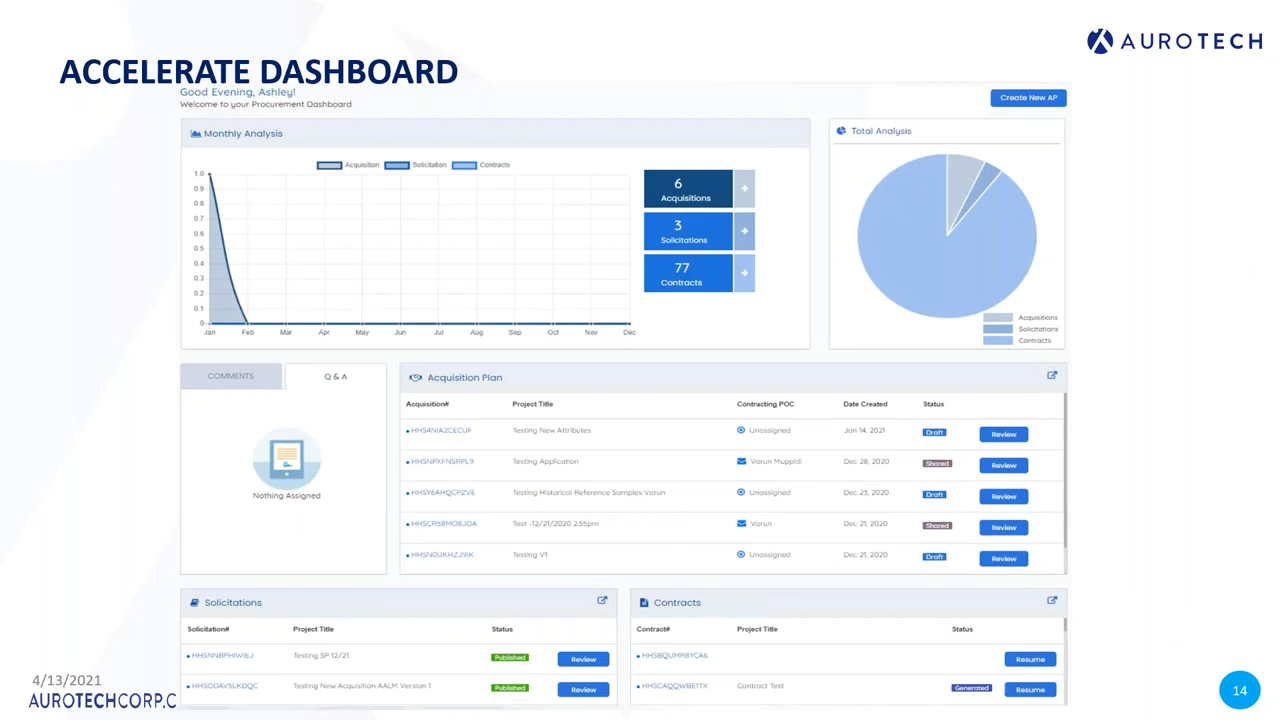 AUROTECH
ACCELERATE DASHBOARD
Good Evening, Ashley!
Welcome to your Procurement Dashboard
Create New AP
Monthly Analysis
Acquisition Solicitation Contracts
1.0
0.9
0.8
0.7
0.6
0.5
0.4
0.3
0.2
0.1
0
Jan Feb Mar Apr May Jun Jul Aug Sep Oct Nov Dec
6
Acquisitions
3
Solicitations
77
Contracts
Total Analysis
Acquisitions
Solicitations
Contracts
COMMENTS Q & A
Nothing Assigned
Acquisition Plan
Acquisition# Project Title Contracting POC Date Created Status
HHS4NIA2CECUF Testing New Attributes Unassigned Jan 14, 2021 Draft Review
HHSNPXFNSRPL9 Testing Application Varun Muppidi Dec 28, 2020 Shared Review
HHSY6AHQCPZVE Testing Historical Reference Samples Varun Unassigned Dec 23, 2020 Draft Review
HHSCR58MO8JDA Test -12/21/2020 2:55pm Varun Dec 21, 2020 Shared Review
HHSN0UKHZJ9IK Testing V1 Unassigned Dec 21, 2020 Draft Review
Solicitations
Solicitation# Project Title Status
HHSNNBPHIWIEJ Testing SP 12/21 Published Review
HHSODAV5LKDQC Testing New Acquisition AALM Version 1 Published Review
Contracts
Contract# Project Title Status
HHSBQUMR8YCA6 Resume
HHSCAQQWBETTX Contract Test Generated Resume
4/13/2021
AUROTECHCORP.C
14